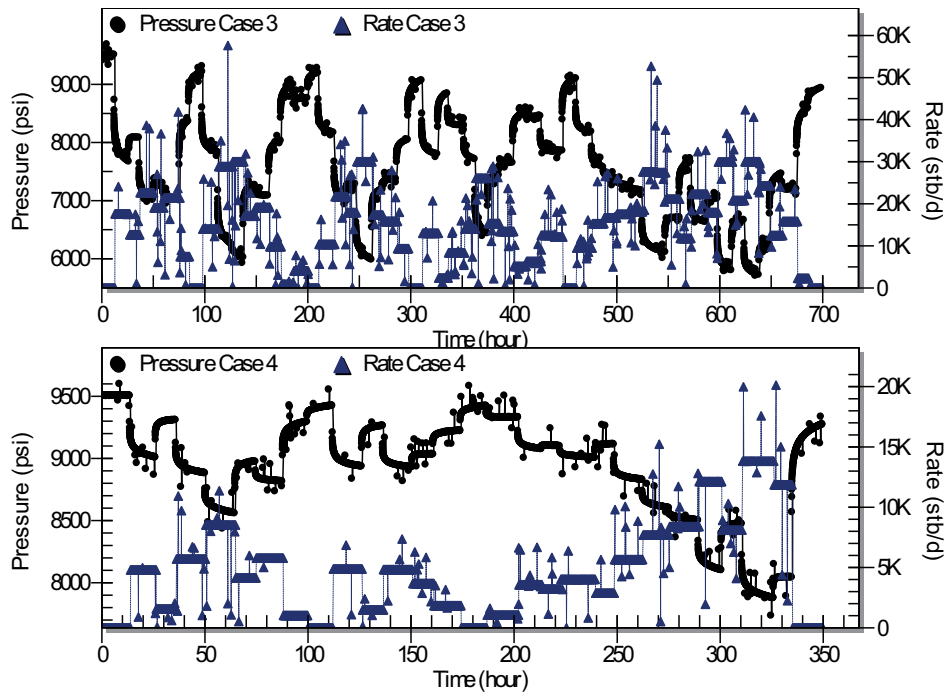 Pressure Case 3 Rate Case 3
60K
9000 50K
40K
8000
30K
7000 20K
10K
6000
0
Pressure (psi)
Rate (stb/d)
0 100 200 300 400 500 600 700
Time (hour)
Pressure Case 4 Rate Case 4
9500 20K
15K
9000
10K
8500
5K
8000
0
Pressure (psi)
Rate (stb/d)
0 50 100 150 200 250 300 350
Time (hour)